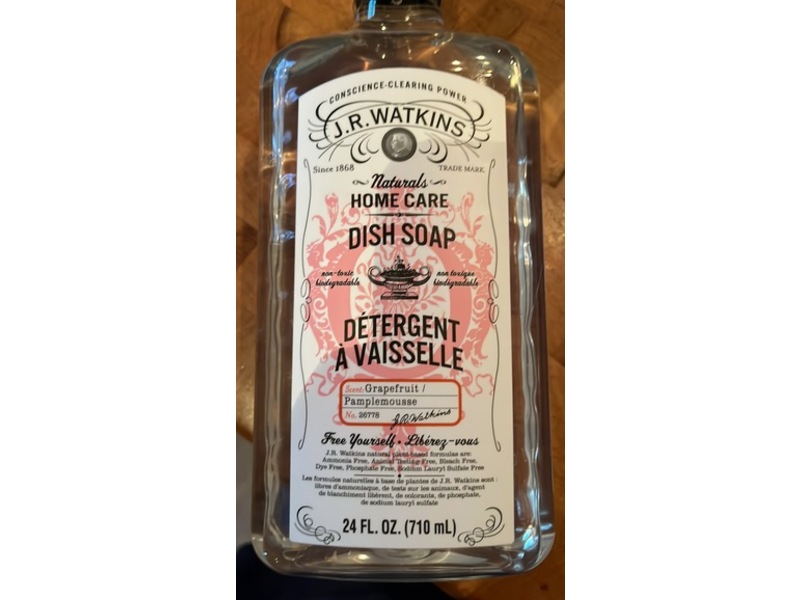 CONSCIENCE-CLEARING POWER
J.R. WATKINS
Since 1868 TRADE MARK
Naturals
HOME CARE
DISH SOAP
non-toxic biodegradable
non toxique biodégradable
DÉTERGENT
À VAISSELLE
Scent: Grapefruit /
Pamplemousse
No. 26778 J.R. Watkins
Free Yourself • Libérez-vous
J.R. Watkins natural plant-based formulas are:
Ammonia Free, Animal Testing Free, Bleach Free,
Dye Free, Phosphate Free, Sodium Lauryl Sulfate Free
Les formules naturelles à base de plantes de J.R. Watkins sont :
libres d'ammoniaque, de tests sur les animaux, d'agent
de blanchiment libèrent, de colorants, de phosphate,
de sodium lauryl sulfate
24 FL. OZ. (710 mL)